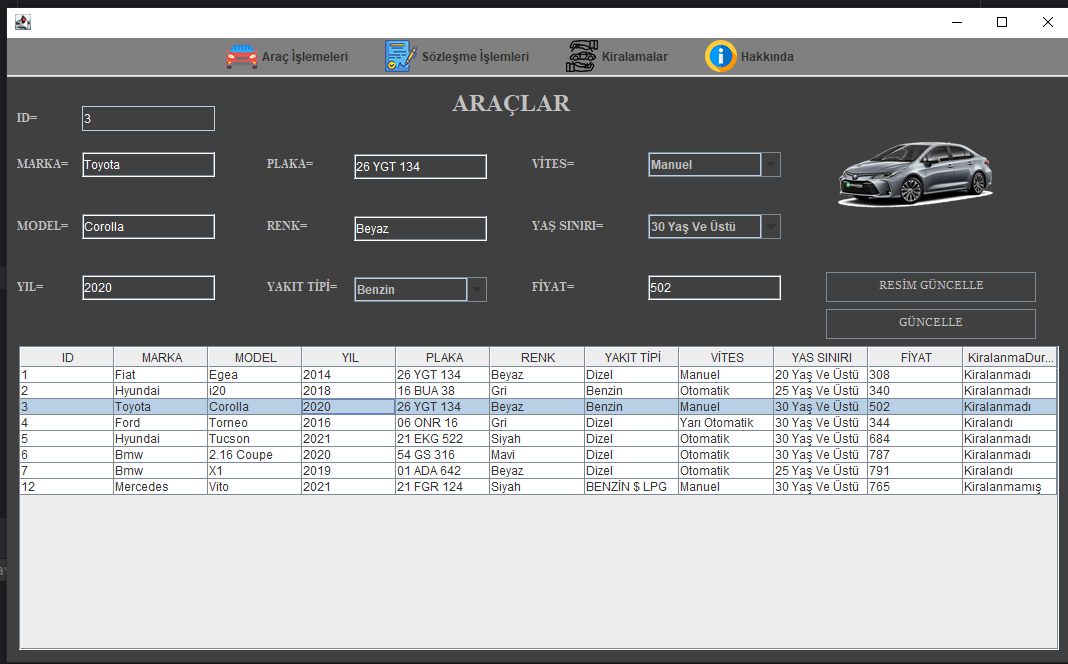 Araç İşlemeleri Sözleşme İşlemleri Kiralamalar Hakkında
ARAÇLAR
ID= 3
MARKA= Toyota PLAKA= 26 YGT 134 VİTES= Manuel
MODEL= Corolla RENK= Beyaz YAŞ SINIRI= 30 Yaş Ve Üstü
YIL= 2020 YAKIT TİPİ= Benzin FİYAT= 502
RESİM GÜNCELLE
GÜNCELLE
ID MARKA MODEL YIL PLAKA RENK YAKIT TİPİ VİTES YAS SINIRI FİYAT KiralanmaDur...
1 Fiat Egea 2014 26 YGT 134 Beyaz Dizel Manuel 20 Yaş Ve Üstü 308 Kiralanmadı
2 Hyundai i20 2018 16 BUA 38 Gri Benzin Otomatik 25 Yaş Ve Üstü 340 Kiralanmadı
3 Toyota Corolla 2020 26 YGT 134 Beyaz Benzin Manuel 30 Yaş Ve Üstü 502 Kiralanmadı
4 Ford Torneo 2016 06 ONR 16 Gri Dizel Yarı Otomatik 30 Yaş Ve Üstü 344 Kiralandı
5 Hyundai Tucson 2021 21 EKG 522 Siyah Dizel Otomatik 30 Yaş Ve Üstü 684 Kiralanmadı
6 Bmw 2.16 Coupe 2020 54 GS 316 Mavi Dizel Otomatik 30 Yaş Ve Üstü 787 Kiralanmadı
7 Bmw X1 2019 01 ADA 642 Beyaz Dizel Otomatik 25 Yaş Ve Üstü 791 Kiralandı
12 Mercedes Vito 2021 21 FGR 124 Siyah BENZİN $ LPG Manuel 30 Yaş Ve Üstü 765 Kiralanmamış